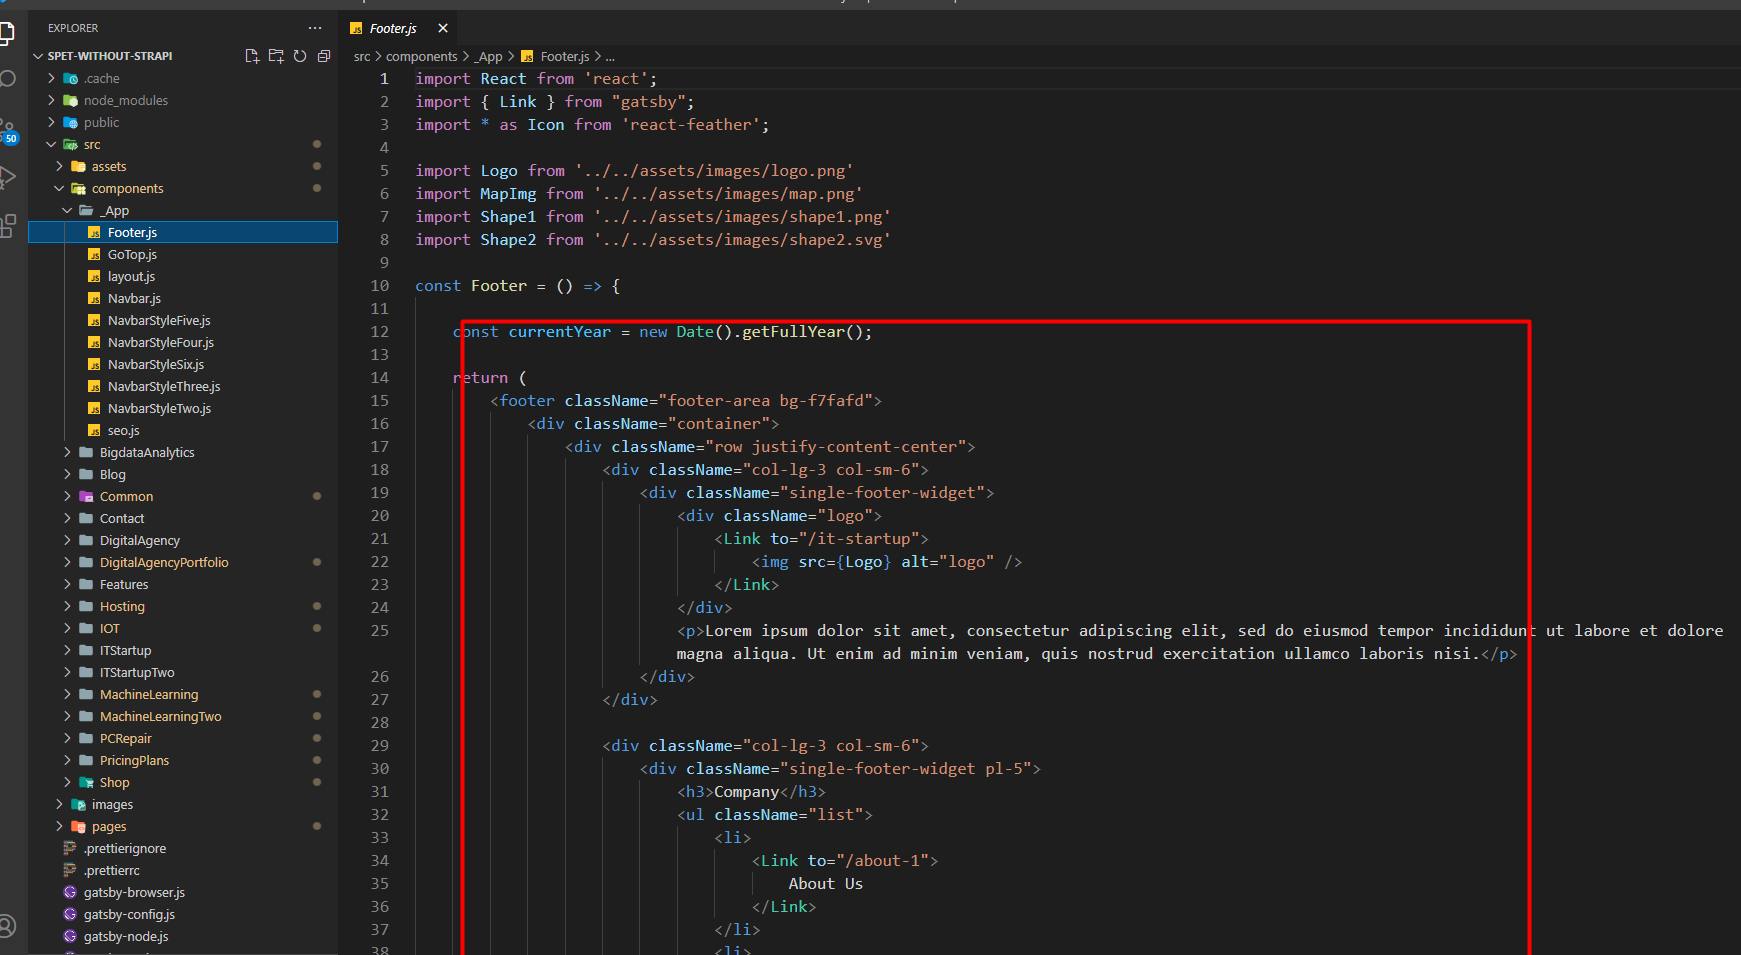 EXPLORER
···
SPET-WITHOUT-STRAPI
.cache
node_modules
public
50
src
assets
components
_App
Footer.js
GoTop.js
layout.js
Navbar.js
NavbarStyleFive.js
NavbarStyleFour.js
NavbarStyleSix.js
NavbarStyleThree.js
NavbarStyleTwo.js
seo.js
BigdataAnalytics
Blog
Common
Contact
DigitalAgency
DigitalAgencyPortfolio
Features
Hosting
IOT
ITStartup
ITStartupTwo
MachineLearning
MachineLearningTwo
PCRepair
PricingPlans
Shop
images
pages
.prettierignore
.prettierrc
gatsby-browser.js
gatsby-config.js
gatsby-node.js
JS Footer.js
src > components > _App > JS Footer.js > ...
1 import React from 'react';
2 import { Link } from "gatsby";
3 import * as Icon from 'react-feather';
4
5 import Logo from '../../assets/images/logo.png'
6 import MapImg from '../../assets/images/map.png'
7 import Shape1 from '../../assets/images/shape1.png'
8 import Shape2 from '../../assets/images/shape2.svg'
9
10 const Footer = () => {
11
12 const currentYear = new Date().getFullYear();
13
14 return (
15 <footer className="footer-area bg-f7fafd">
16 <div className="container">
17 <div className="row justify-content-center">
18 <div className="col-lg-3 col-sm-6">
19 <div className="single-footer-widget">
20 <div className="logo">
21 <Link to="/it-startup">
22 <img src={Logo} alt="logo" />
23 </Link>
24 </div>
25 <p>Lorem ipsum dolor sit amet, consectetur adipiscing elit, sed do eiusmod tempor incididunt ut labore et dolore
magna aliqua. Ut enim ad minim veniam, quis nostrud exercitation ullamco laboris nisi.</p>
26 </div>
27 </div>
28
29 <div className="col-lg-3 col-sm-6">
30 <div className="single-footer-widget pl-5">
31 <h3>Company</h3>
32 <ul className="list">
33 <li>
34 <Link to="/about-1">
35 About Us
36 </Link>
37 </li>
38 <li>